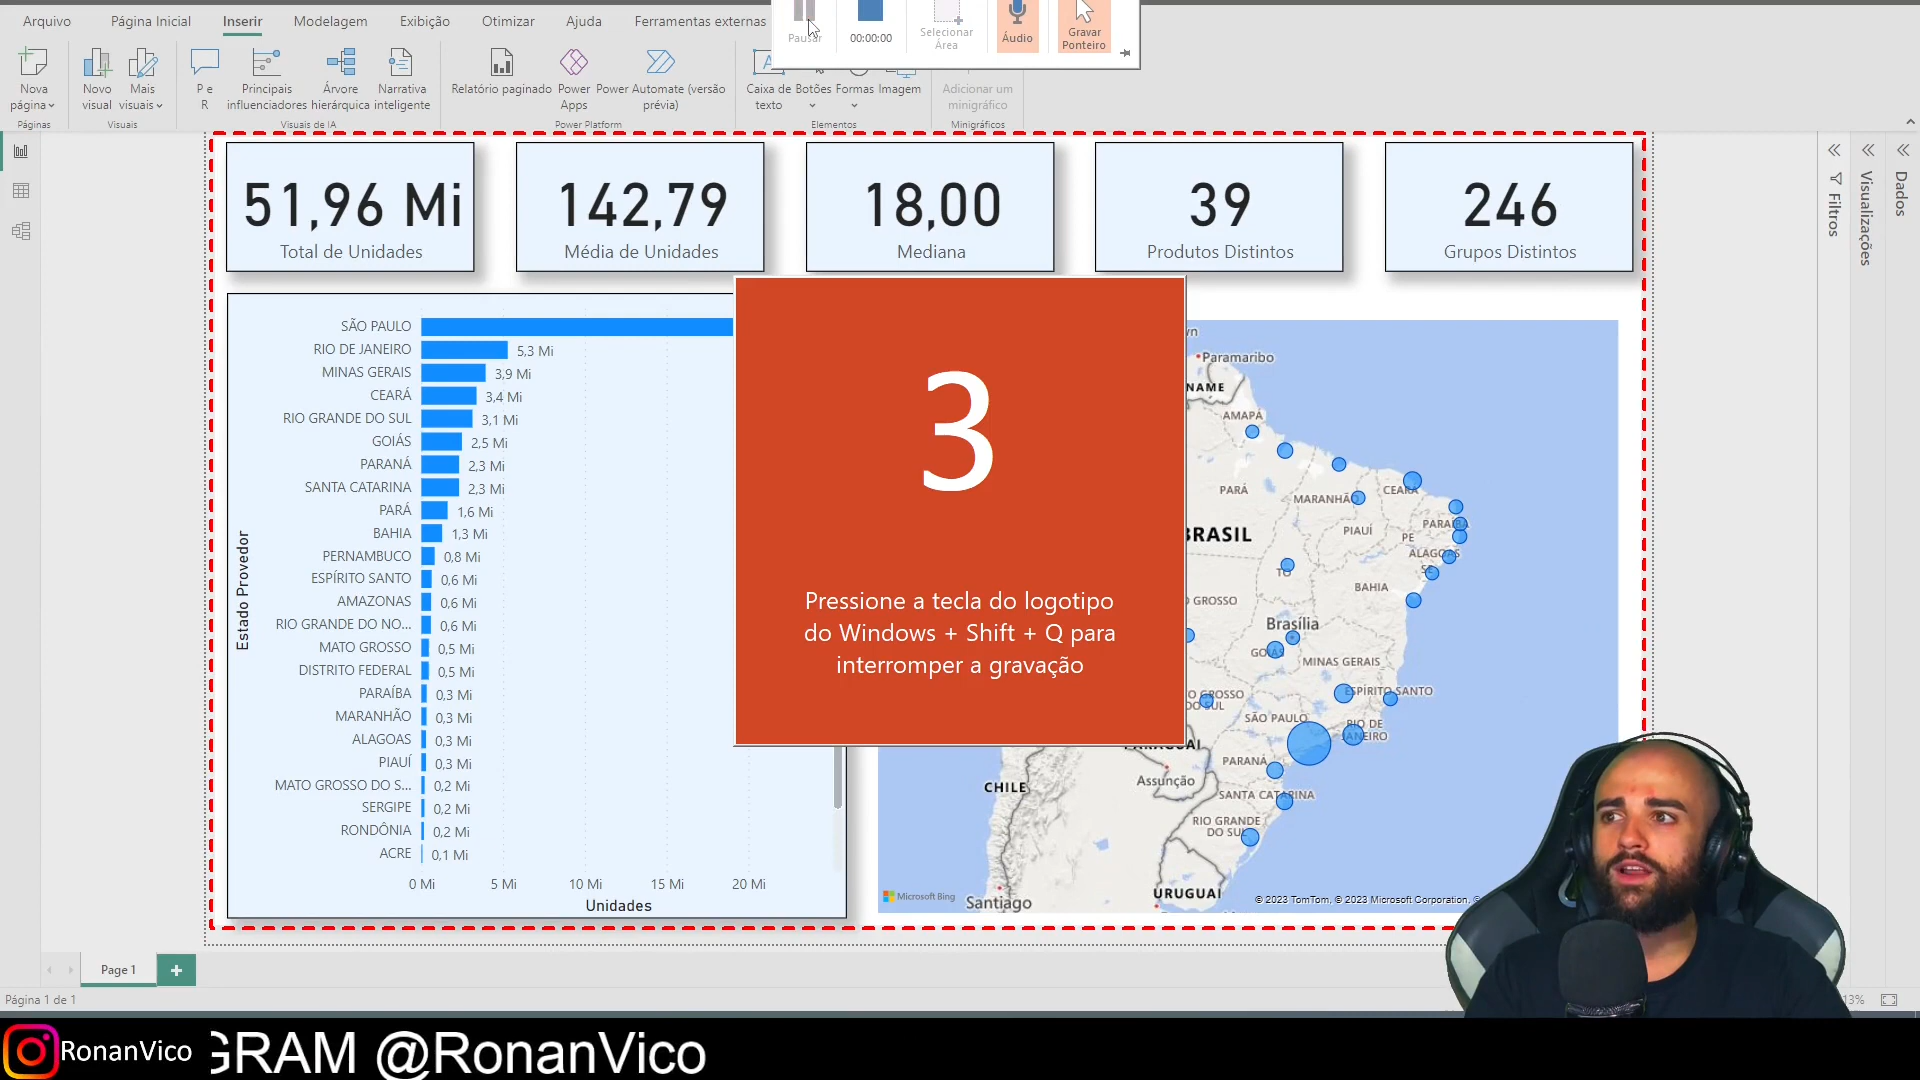 Arquivo Página Inicial Inserir Modelagem Exibição Otimizar Ajuda Ferramentas externas
Pausar 00:00:00 Selecionar Área Áudio Gravar Ponteiro
Nova página
Novo visual
Mais visuais
P e R
Principais influenciadores
Árvore hierárquica
Narrativa inteligente
Relatório paginado
Power Apps
Power Automate (versão prévia)
Caixa de texto
Botões
Formas
Imagem
Adicionar um minigráfico
Páginas
Visuais
Visuais de IA
Power Platform
Elementos
Minigráficos
51,96 Mi
Total de Unidades
142,79
Média de Unidades
18,00
Mediana
39
Produtos Distintos
246
Grupos Distintos
Filtros
Visualizações
Dados
Estado Provedor
SÃO PAULO
RIO DE JANEIRO 5,3 Mi
MINAS GERAIS 3,9 Mi
CEARÁ 3,4 Mi
RIO GRANDE DO SUL 3,1 Mi
GOIÁS 2,5 Mi
PARANÁ 2,3 Mi
SANTA CATARINA 2,3 Mi
PARÁ 1,6 Mi
BAHIA 1,3 Mi
PERNAMBUCO 0,8 Mi
ESPÍRITO SANTO 0,6 Mi
AMAZONAS 0,6 Mi
RIO GRANDE DO NO... 0,6 Mi
MATO GROSSO 0,5 Mi
DISTRITO FEDERAL 0,5 Mi
PARAÍBA 0,3 Mi
MARANHÃO 0,3 Mi
ALAGOAS 0,3 Mi
PIAUÍ 0,3 Mi
MATO GROSSO DO S... 0,2 Mi
SERGIPE 0,2 Mi
RONDÔNIA 0,2 Mi
ACRE 0,1 Mi
0 Mi 5 Mi 10 Mi 15 Mi 20 Mi
Unidades
3
Pressione a tecla do logotipo
do Windows + Shift + Q para
interromper a gravação
Paramaribo
NAME
AMAPÁ
PARÁ
MARANHÃO
CEARÁ
BRASIL
PIAUÍ
PARAÍBA
PE
ALAGOAS
SE
TO
BAHIA
GROSSO
Brasília
GOIÁS
MINAS GERAIS
GROSSO
DO SUL
ESPÍRITO SANTO
SÃO PAULO
RIO DE
JANEIRO
PARAGUAI
Assunção
PARANÁ
CHILE
SANTA CATARINA
RIO GRANDE
DO SUL
URUGUAI
Santiago
Microsoft Bing
© 2023 TomTom, © 2023 Microsoft Corporation,
Page 1
Página 1 de 1
13%
RonanVico
GRAM @RonanVico